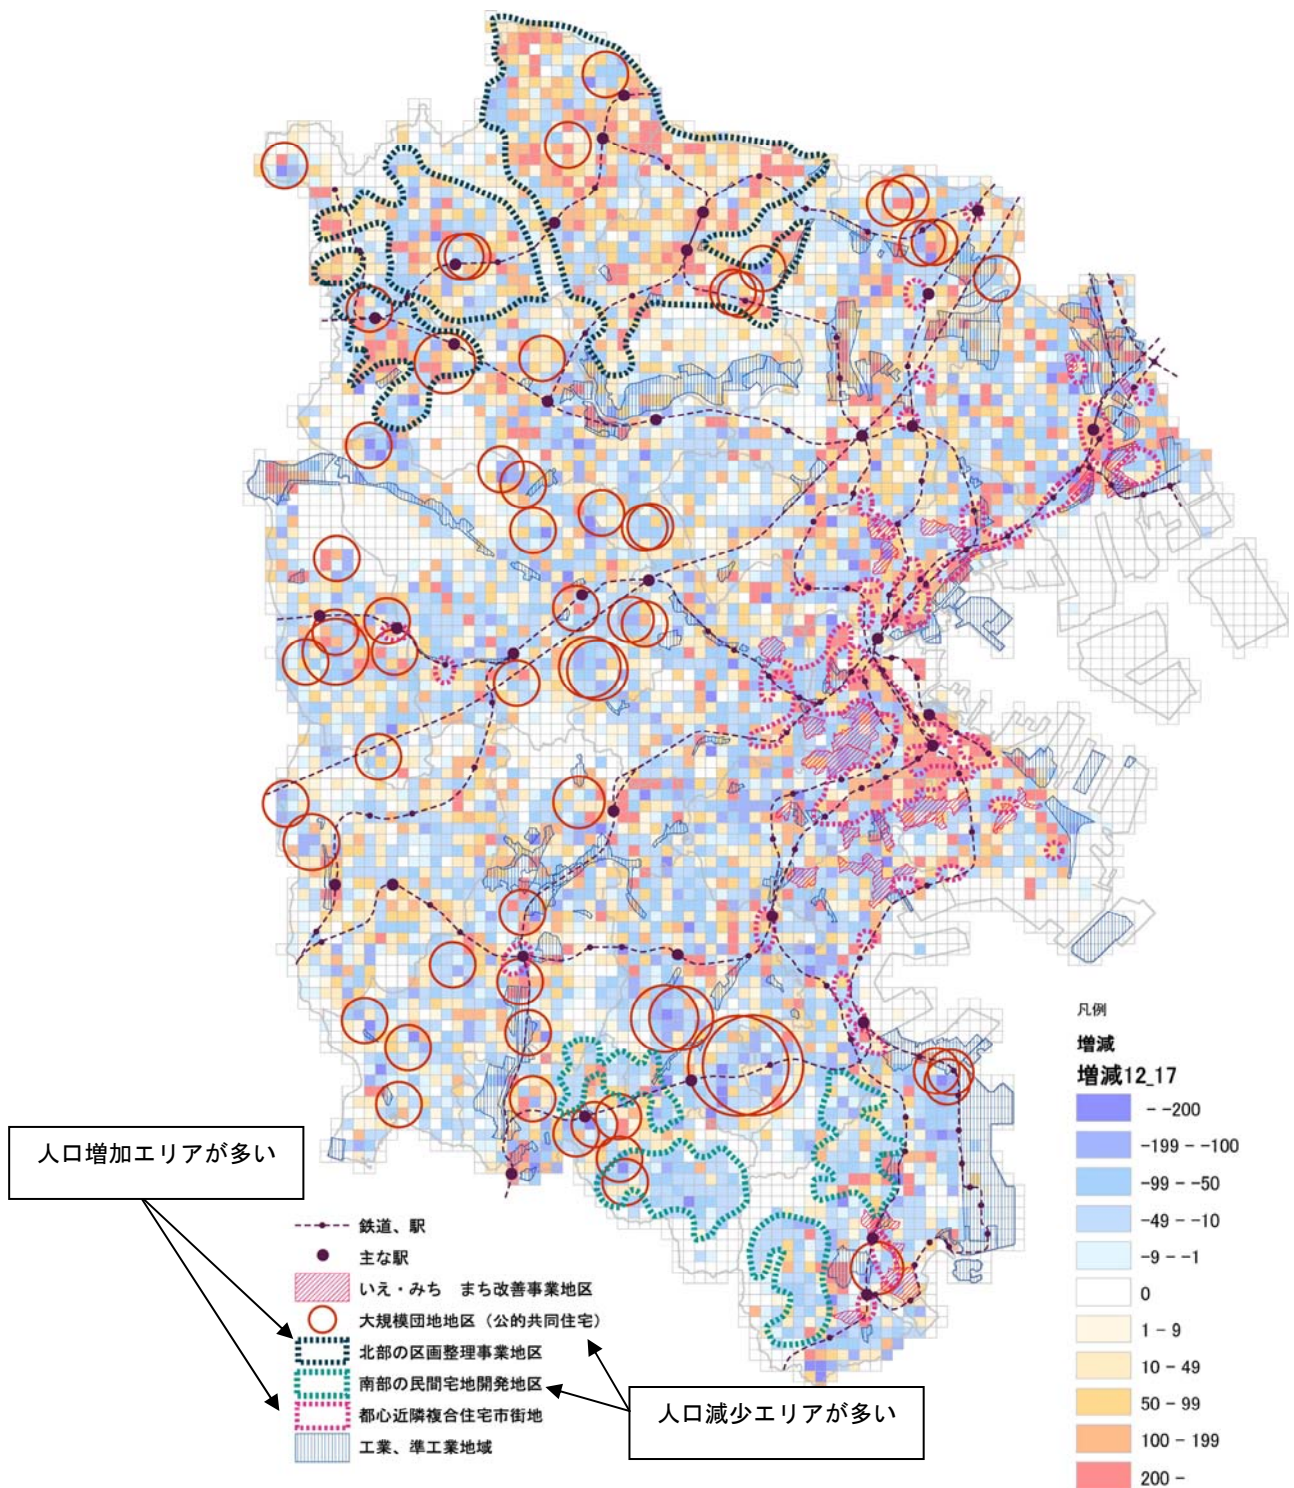 凡例
増減
増減12_17
- -200
-199 - -100
-99 - -50
-49 - -10
-9 - -1
0
1 - 9
10 - 49
50 - 99
100 - 199
200 -
人口増加エリアが多い
鉄道、駅
主な駅
いえ・みち まち改善事業地区
大規模団地地区（公的共同住宅）
北部の区画整理事業地区
南部の民間宅地開発地区
都心近隣複合住宅市街地
工業、準工業地域
人口減少エリアが多い